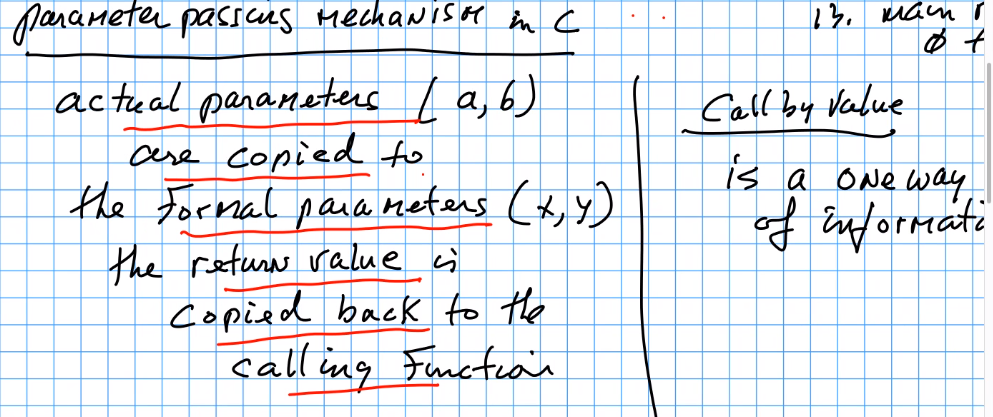 parameter passing mechanism in C
actual parameters (a, b)
are copied to
the formal parameters (x, y)
the return value is
copied back to the
calling Function
13. main
Call by Value
is a one way
of informati